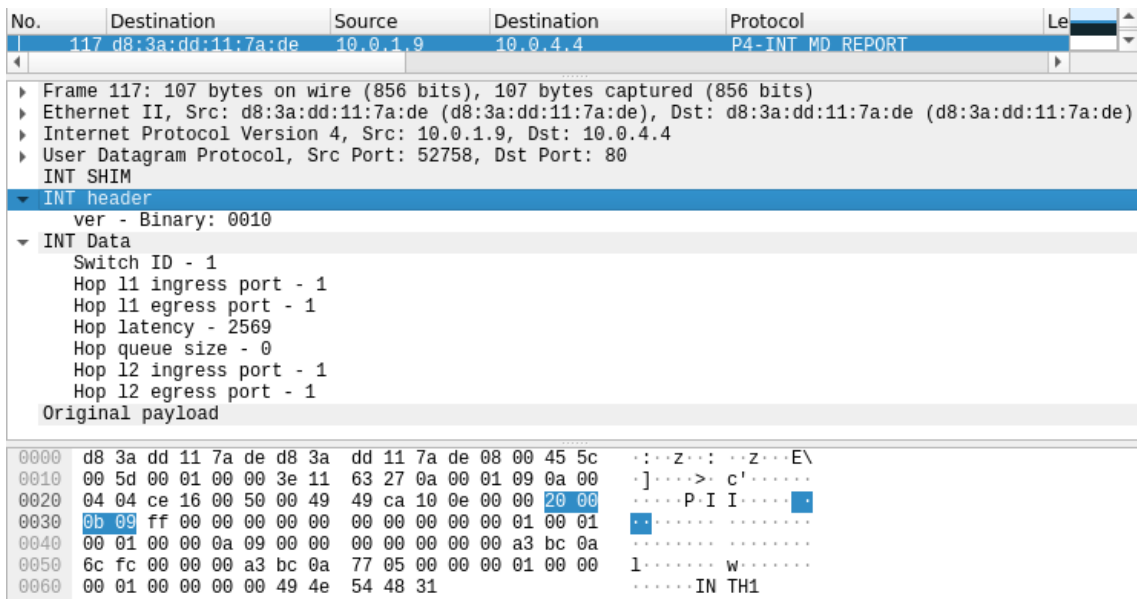 No. Destination Source Destination Protocol Le
117 d8:3a:dd:11:7a:de 10.0.1.9 10.0.4.4 P4-INT MD REPORT
Frame 117: 107 bytes on wire (856 bits), 107 bytes captured (856 bits)
Ethernet II, Src: d8:3a:dd:11:7a:de (d8:3a:dd:11:7a:de), Dst: d8:3a:dd:11:7a:de (d8:3a:dd:11:7a:de)
Internet Protocol Version 4, Src: 10.0.1.9, Dst: 10.0.4.4
User Datagram Protocol, Src Port: 52758, Dst Port: 80
INT SHIM
INT header
ver - Binary: 0010
INT Data
Switch ID - 1
Hop l1 ingress port - 1
Hop l1 egress port - 1
Hop latency - 2569
Hop queue size - 0
Hop l2 ingress port - 1
Hop l2 egress port - 1
Original payload
0000 d8 3a dd 11 7a de d8 3a dd 11 7a de 08 00 45 5c ·:··z··: ··z···E\
0010 00 5d 00 01 00 00 3e 11 63 27 0a 00 01 09 0a 00 ·]····>· c'······
0020 04 04 ce 16 00 50 00 49 49 ca 10 0e 00 00 20 00 ·····P·I I····· ·
0030 0b 09 ff 00 00 00 00 00 00 00 00 00 00 01 00 01 ········ ········
0040 00 01 00 00 0a 09 00 00 00 00 00 00 00 a3 bc 0a ········ ········
0050 6c fc 00 00 00 a3 bc 0a 77 05 00 00 00 01 00 00 l······· w·······
0060 00 01 00 00 00 00 49 4e 54 48 31 ······IN TH1